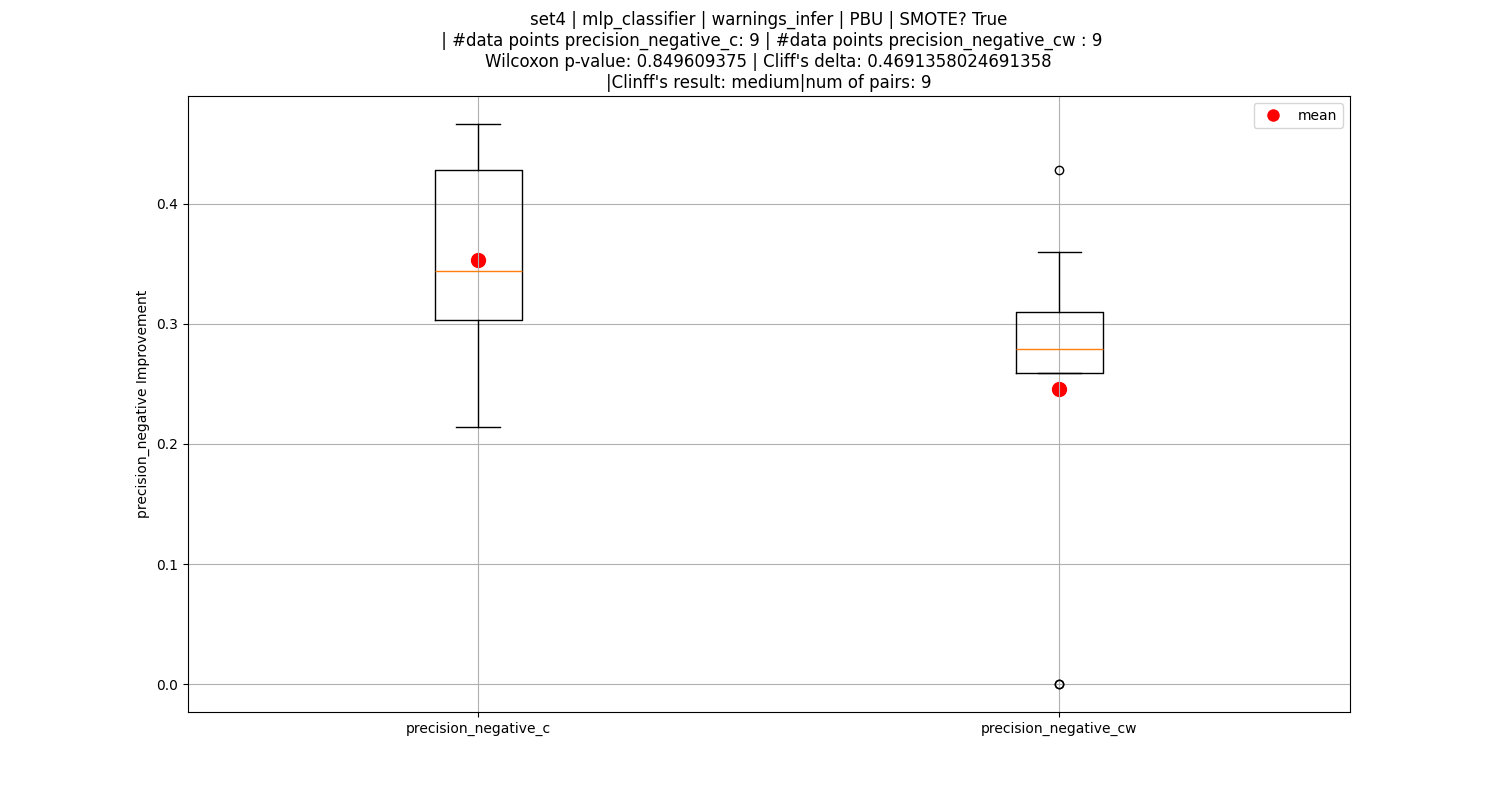 set4 | mlp_classifier | warnings_infer | PBU | SMOTE? True
| #data points precision_negative_c: 9 | #data points precision_negative_cw : 9
Wilcoxon p-value: 0.849609375 | Cliff's delta: 0.4691358024691358
|Clinff's result: medium|num of pairs: 9
mean
0.4
0.3
0.2
0.1
0.0
precision_negative Improvement
precision_negative_c
precision_negative_cw